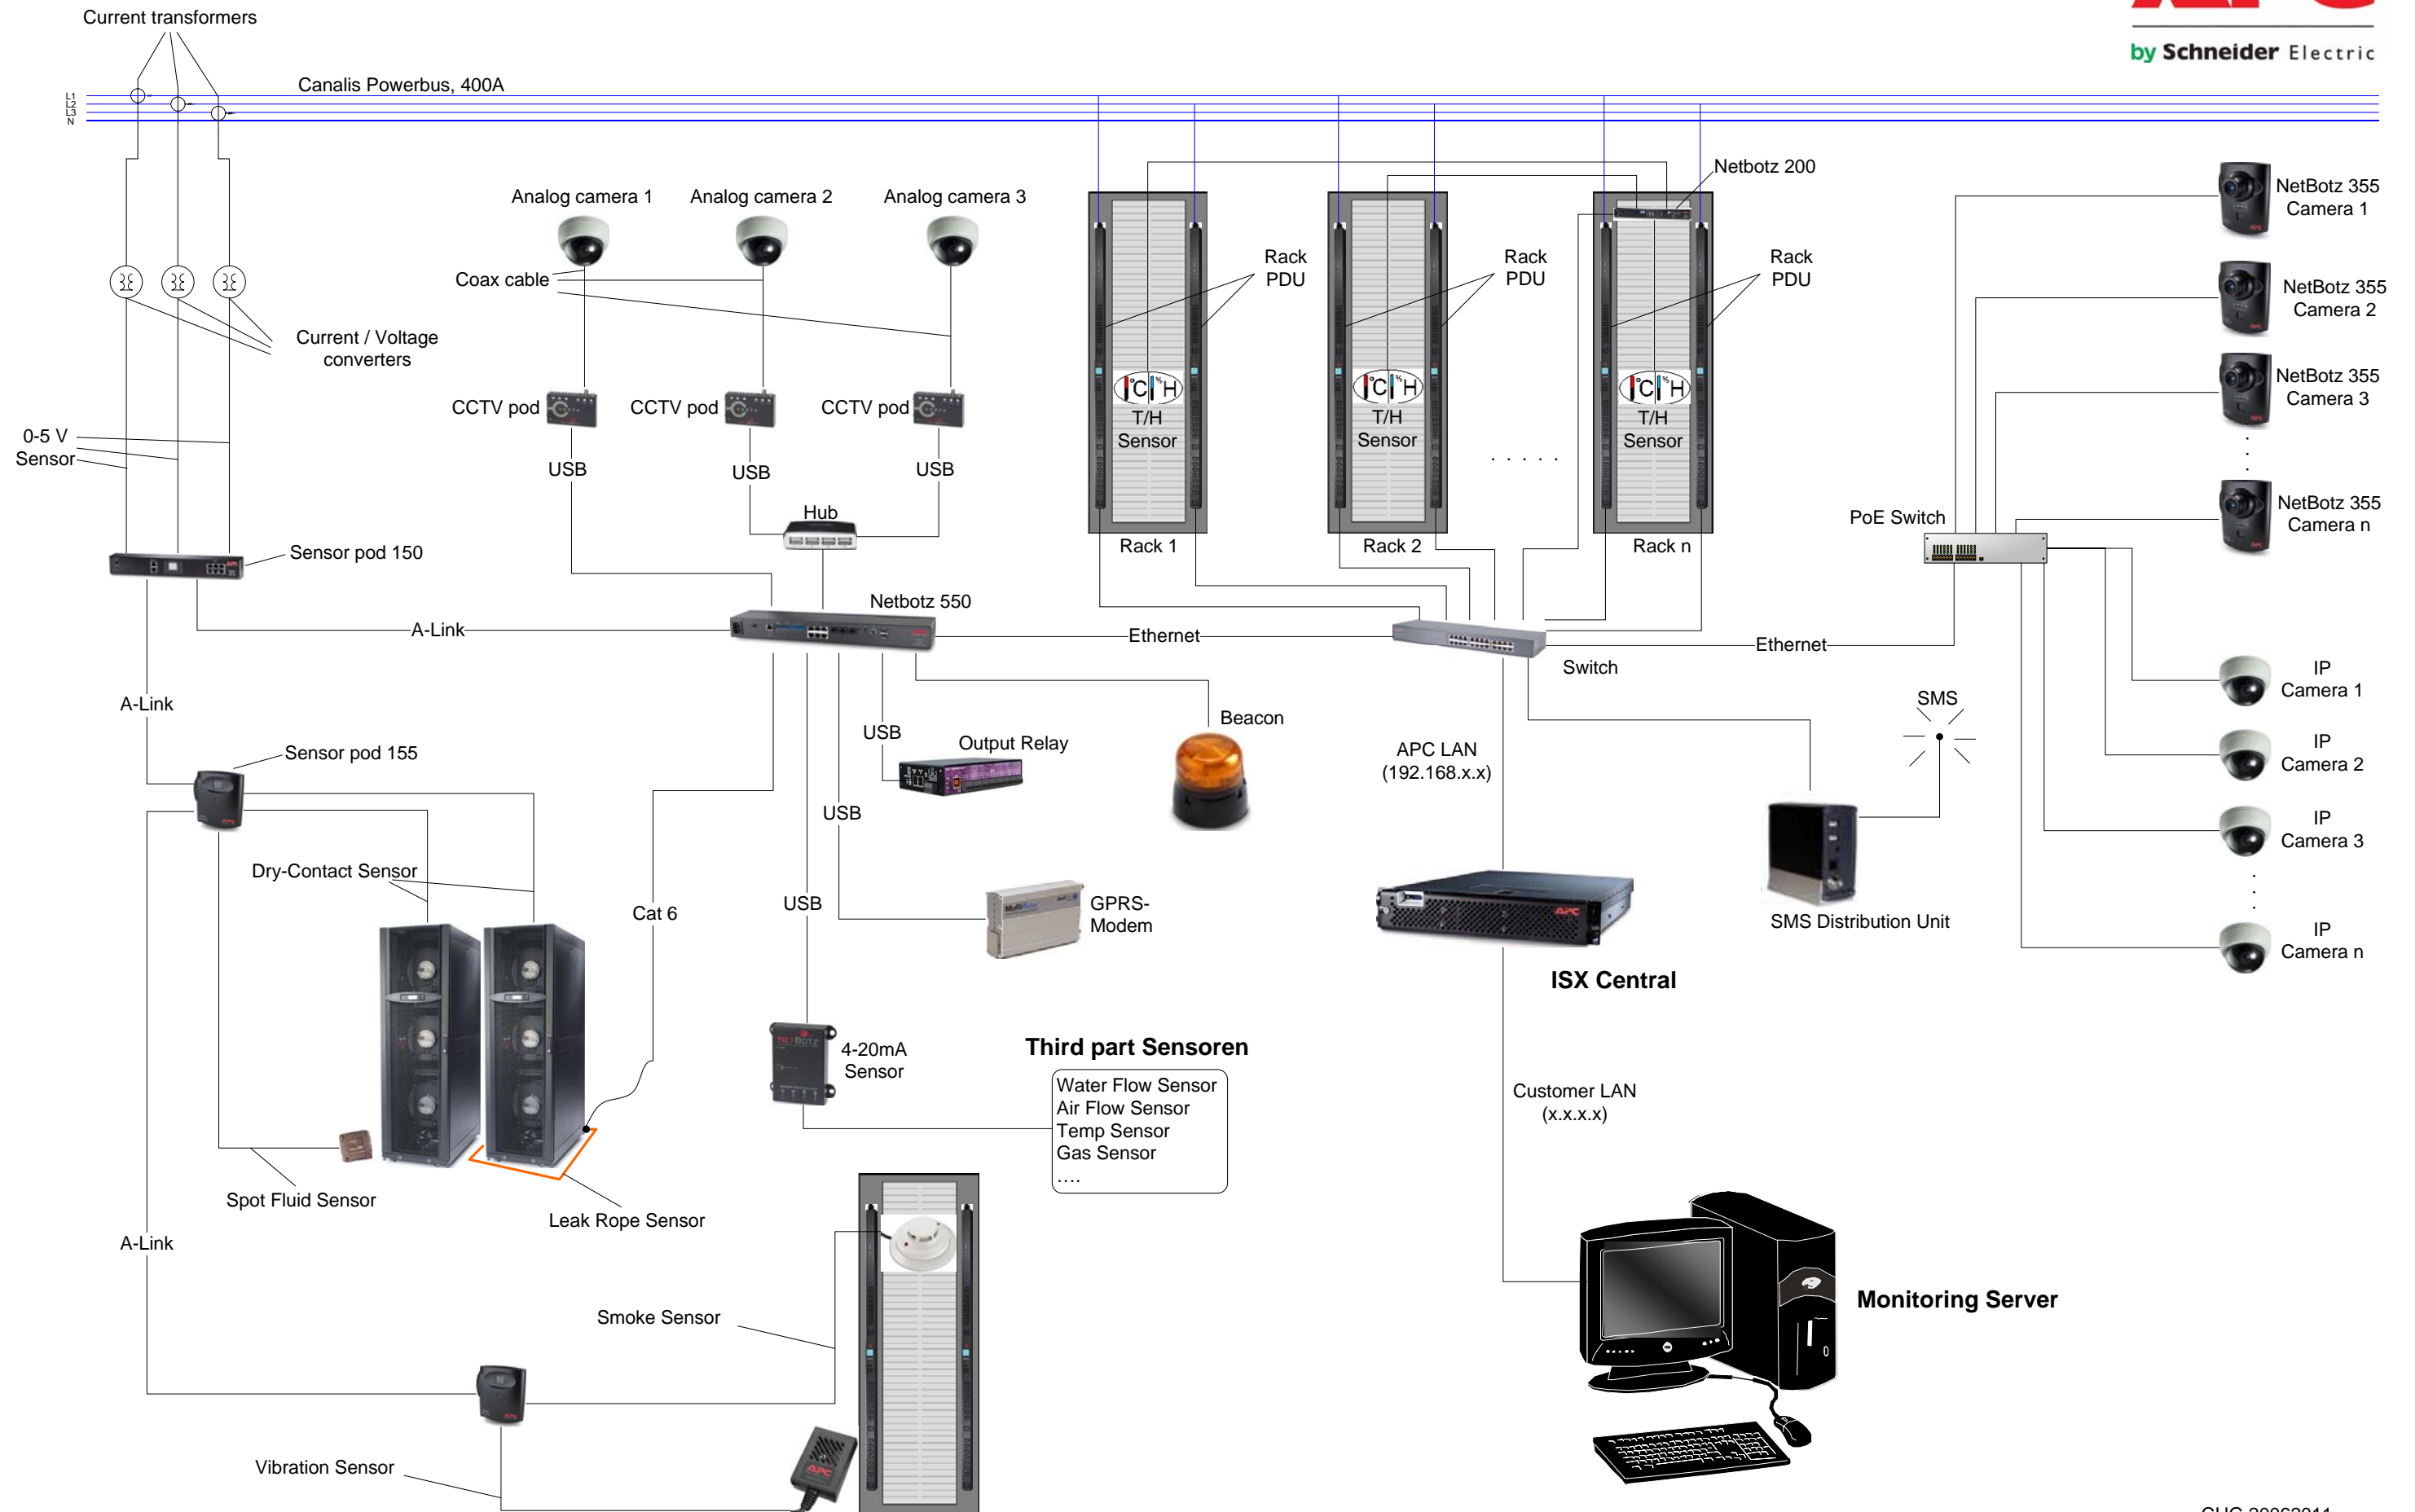 Current transformers
APC
by Schneider Electric
Canalis Powerbus, 400A
L1
L2
L3
N
Netbotz 200
Analog camera 1
Analog camera 2
Analog camera 3
NetBotz 355
Camera 1
Rack
PDU
Rack
PDU
Rack
PDU
Coax cable
NetBotz 355
Camera 2
Current / Voltage
converters
NetBotz 355
Camera 3
°C % H
°C % H
°C % H
CCTV pod
CCTV pod
CCTV pod
T/H
Sensor
T/H
Sensor
T/H
Sensor
0-5 V
Sensor
. . . . .
USB
USB
USB
NetBotz 355
Camera n
Hub
PoE Switch
Sensor pod 150
Rack 1
Rack 2
Rack n
Netbotz 550
A-Link
Ethernet
Ethernet
Switch
IP
Camera 1
A-Link
SMS
Beacon
USB
Output Relay
Sensor pod 155
APC LAN
(192.168.x.x)
IP
Camera 2
USB
IP
Camera 3
Dry-Contact Sensor
Cat 6
USB
GPRS-
Modem
APC
SMS Distribution Unit
IP
Camera n
ISX Central
NETBOTZ
4-20mA
Sensor
Third part Sensoren
Water Flow Sensor
Air Flow Sensor
Temp Sensor
Gas Sensor
....
Customer LAN
(x.x.x.x)
Spot Fluid Sensor
Leak Rope Sensor
A-Link
Smoke Sensor
Monitoring Server
Vibration Sensor
APC